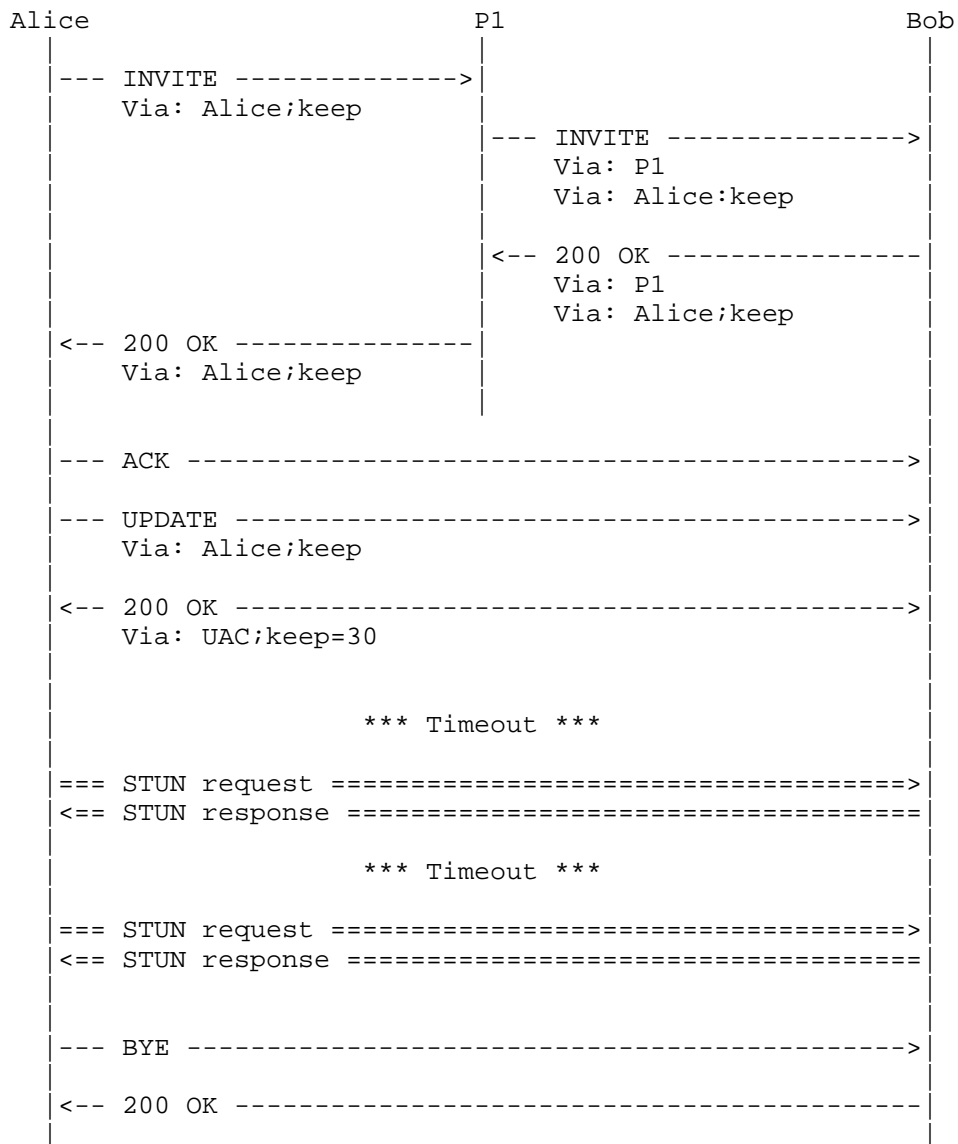 Alice P1 Bob
--- INVITE -------------->
Via: Alice;keep
--- INVITE --------------->
Via: P1
Via: Alice:keep
<-- 200 OK ----------------
Via: P1
Via: Alice;keep
<-- 200 OK ---------------
Via: Alice;keep
--- ACK --------------------------------------------->
--- UPDATE ------------------------------------------>
Via: Alice;keep
<-- 200 OK ------------------------------------------>
Via: UAC;keep=30
*** Timeout ***
=== STUN request ====================================>
<== STUN response ====================================
*** Timeout ***
=== STUN request ====================================>
<== STUN response ====================================
--- BYE --------------------------------------------->
<-- 200 OK -------------------------------------------